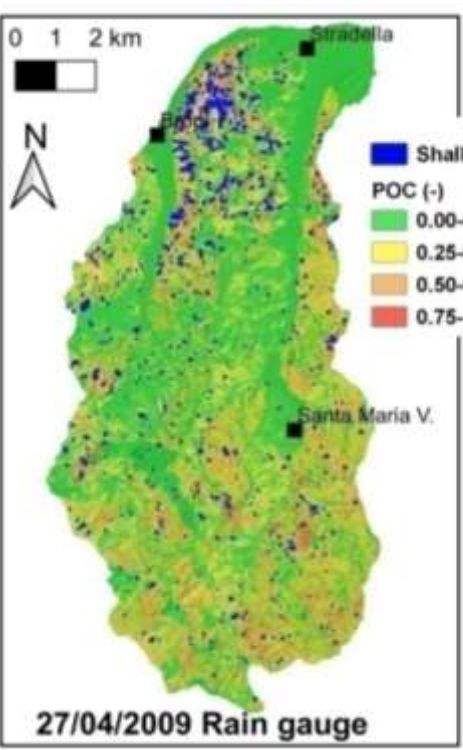 0 1 2 km
Stradella
N
Shall
POC (-)
0.00-
0.25-
0.50-
0.75-
Santa Maria V.
27/04/2009 Rain gauge